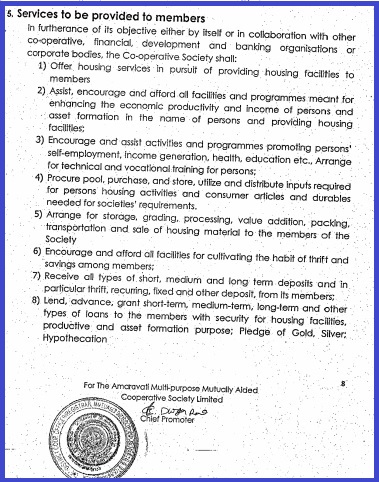 5. Services to be provided to members
In furtherance of its objective either by itself or in collaboration with other
co-operative, financial, development and banking organisations or
corporate bodies, the Co-operative Society shall:
1) Offer housing services in pursuit of providing housing facilities to
members
2) Assist, encourage and afford all facilities and programmes meant for
enhancing the economic productivity and income of persons and
asset formation in the name of persons and providing housing
facilities;
3) Encourage and assist activities and programmes promoting persons'
self-employment, income generation, health, education etc., Arrange
for technical and vocational training for persons;
4) Procure pool, purchase, and store, utilize and distribute inputs required
for persons housing activities and consumer articles and durables
needed for societies' requirements.
5) Arrange for storage, grading, processing, value addition, packing,
transportation and sale of housing material to the members of the
Society
6) Encourage and afford all facilities for cultivating the habit of thrift and
savings among members;
7) Receive all types of short, medium and long term deposits and in
particular thrift, recurring, fixed and other deposit, from its members;
8) Lend, advance, grant short-term, medium-term, long-term and other
types of loans to the members with security for housing facilities,
productive and asset formation purpose; Pledge of Gold, Silver;
Hypothecation
8
For The Amaravati Multi-purpose Mutually Aided
Cooperative Society Limited
Chief Promoter